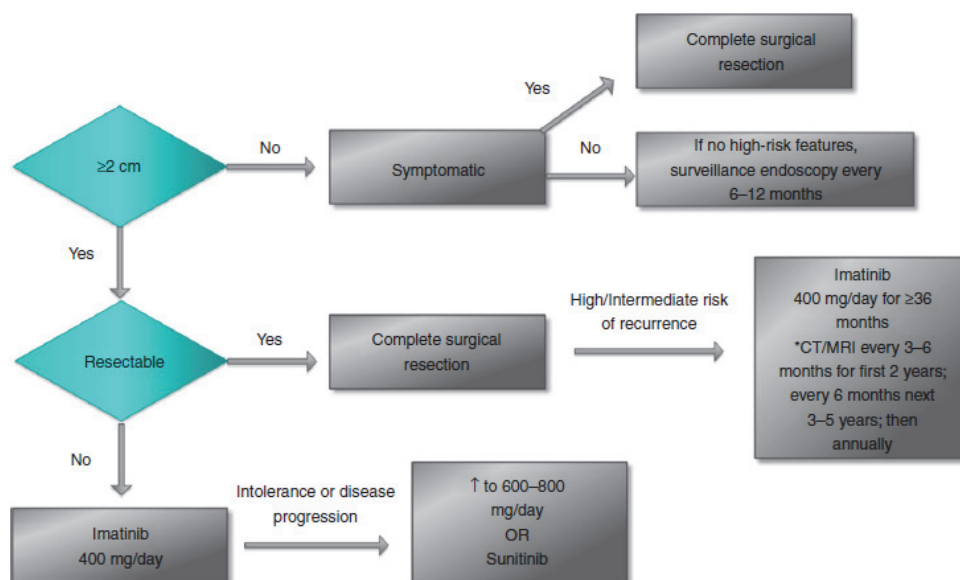 Complete surgical
resection
Yes
≥2 cm
No
Symptomatic
No
If no high-risk features,
surveillance endoscopy every
6–12 months
Yes
Resectable
Yes
Complete surgical
resection
High/Intermediate risk
of recurrence
Imatinib
400 mg/day for ≥36
months
*CT/MRI every 3–6
months for first 2 years;
every 6 months next
3–5 years; then
annually
No
Imatinib
400 mg/day
Intolerance or disease
progression
↑ to 600–800
mg/day
OR
Sunitinib